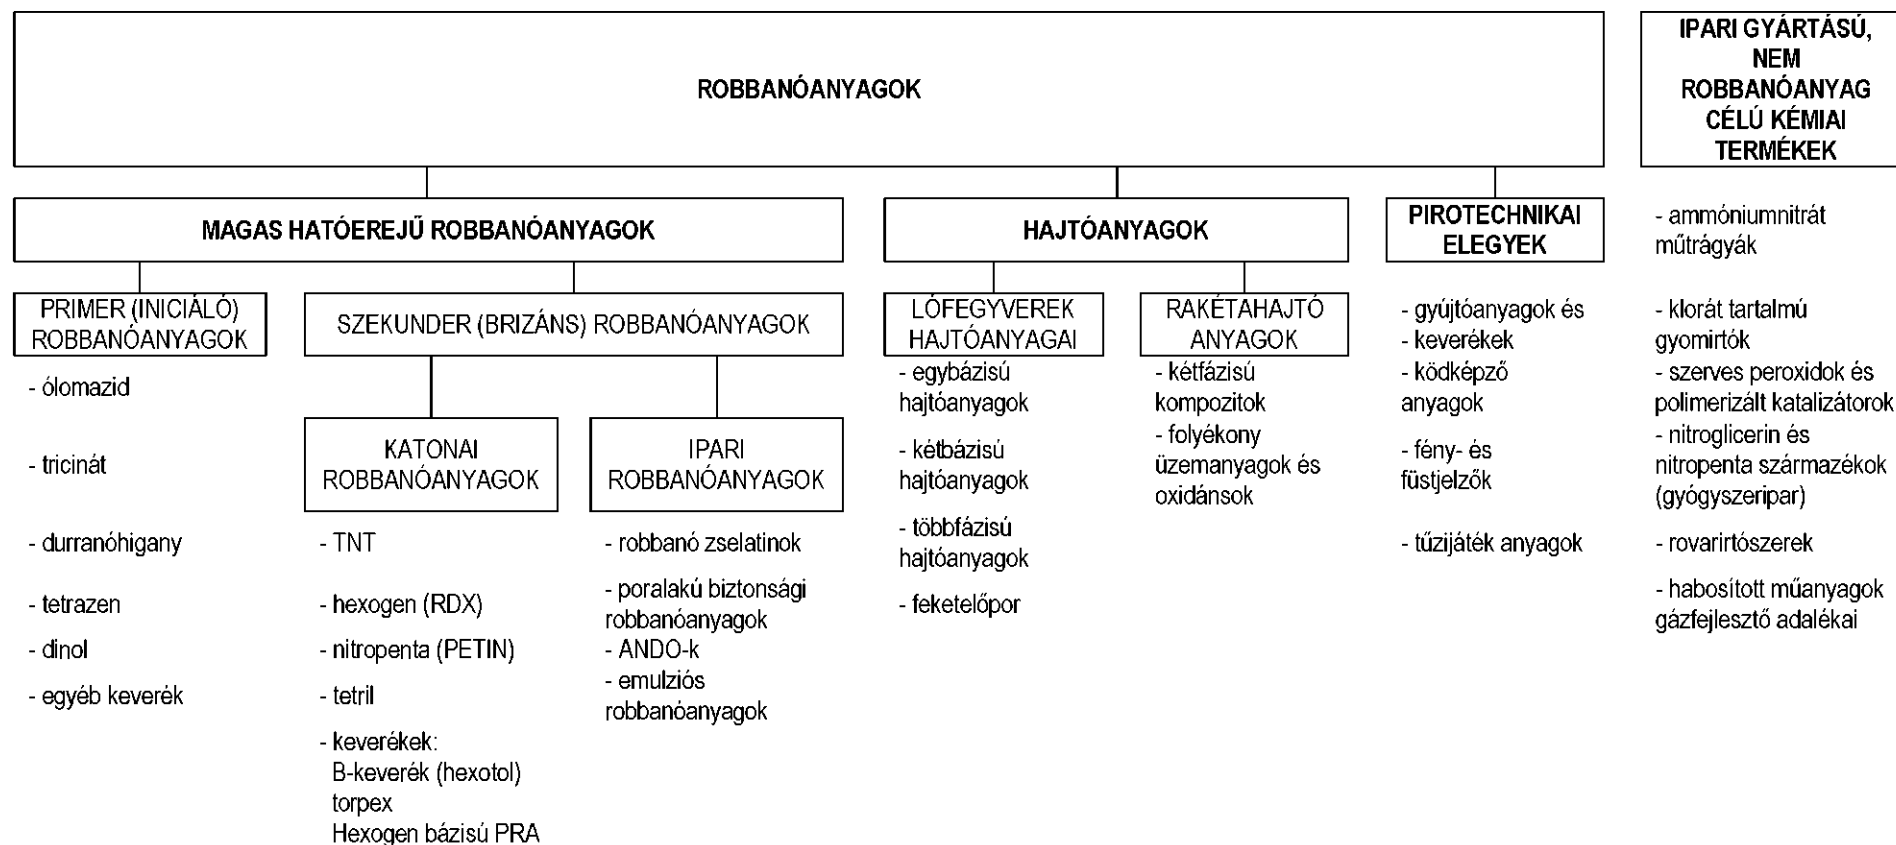 ROBBANÓANYAGOK
IPARI GYÁRTÁSÚ,
NEM
ROBBANÓANYAG
CÉLÚ KÉMIAI
TERMÉKEK
MAGAS HATÓEREJŰ ROBBANÓANYAGOK
HAJTÓANYAGOK
PIROTECHNIKAI
ELEGYEK
PRIMER (INICIÁLÓ)
ROBBANÓANYAGOK
- ólomazid
- tricinát
- durranóhigany
- tetrazen
- dinol
- egyéb keverék
SZEKUNDER (BRIZÁNS) ROBBANÓANYAGOK
KATONAI
ROBBANÓANYAGOK
- TNT
- hexogen (RDX)
- nitropenta (PETIN)
- tetril
- keverékek:
B-keverék (hexotol)
torpex
Hexogen bázisú PRA
IPARI
ROBBANÓANYAGOK
- robbanó zselatinok
- poralakú biztonsági
robbanóanyagok
- ANDO-k
- emulziós
robbanóanyagok
LŐFEGYVEREK
HAJTÓANYAGAI
- egybázisú
hajtóanyagok
- kétbázisú
hajtóanyagok
- többfázisú
hajtóanyagok
- feketelőpor
RAKÉTAHAJTÓ
ANYAGOK
- kétfázisú
kompozitok
- folyékony
üzemanyagok és
oxidánsok
- gyújtóanyagok és
- keverékek
- ködképző
anyagok
- fény- és
füstjelzők
- tűzijáték anyagok
- ammóniumnitrát
műtrágyák
- klorát tartalmú
gyomirtók
- szerves peroxidok és
polimerizált katalizátorok
- nitroglicerin és
nitropenta származékok
(gyógyszeripar)
- rovarirtószerek
- habosított műanyagok
gázfejlesztő adalékai